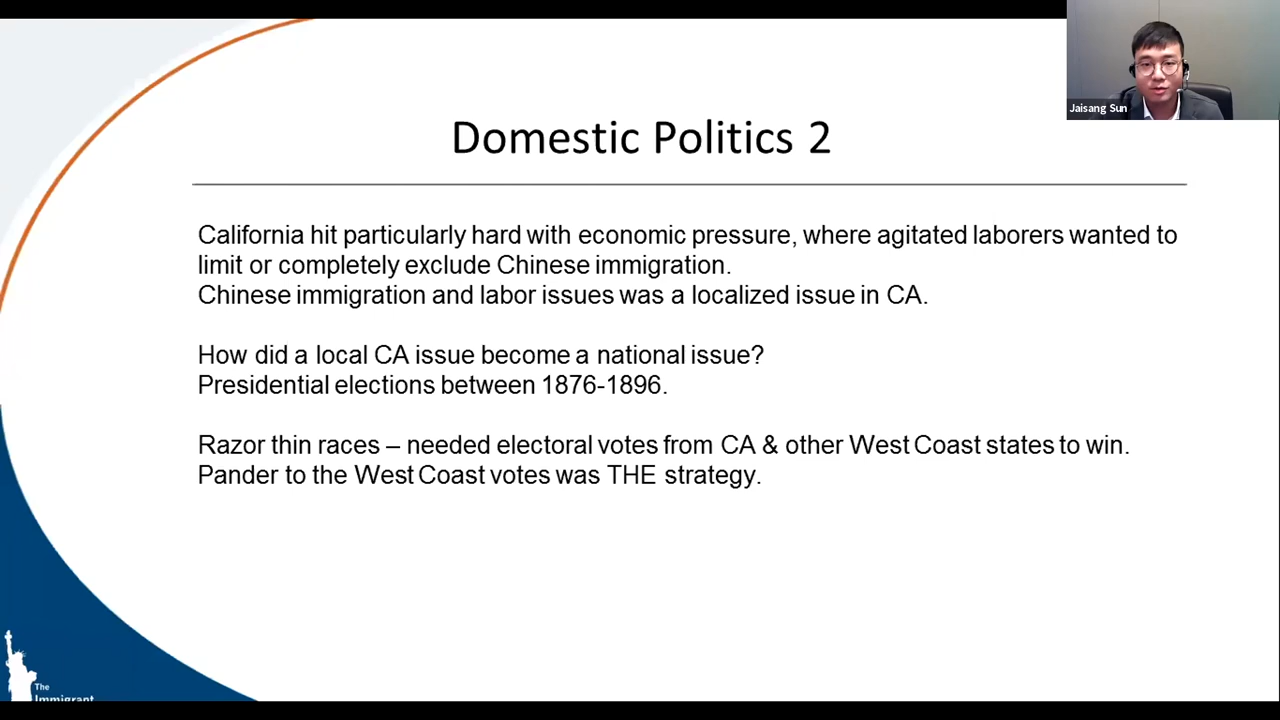 Jaisang Sun
Domestic Politics 2
California hit particularly hard with economic pressure, where agitated laborers wanted to
limit or completely exclude Chinese immigration.
Chinese immigration and labor issues was a localized issue in CA.
How did a local CA issue become a national issue?
Presidential elections between 1876-1896.
Razor thin races – needed electoral votes from CA & other West Coast states to win.
Pander to the West Coast votes was THE strategy.
The
Immigrant